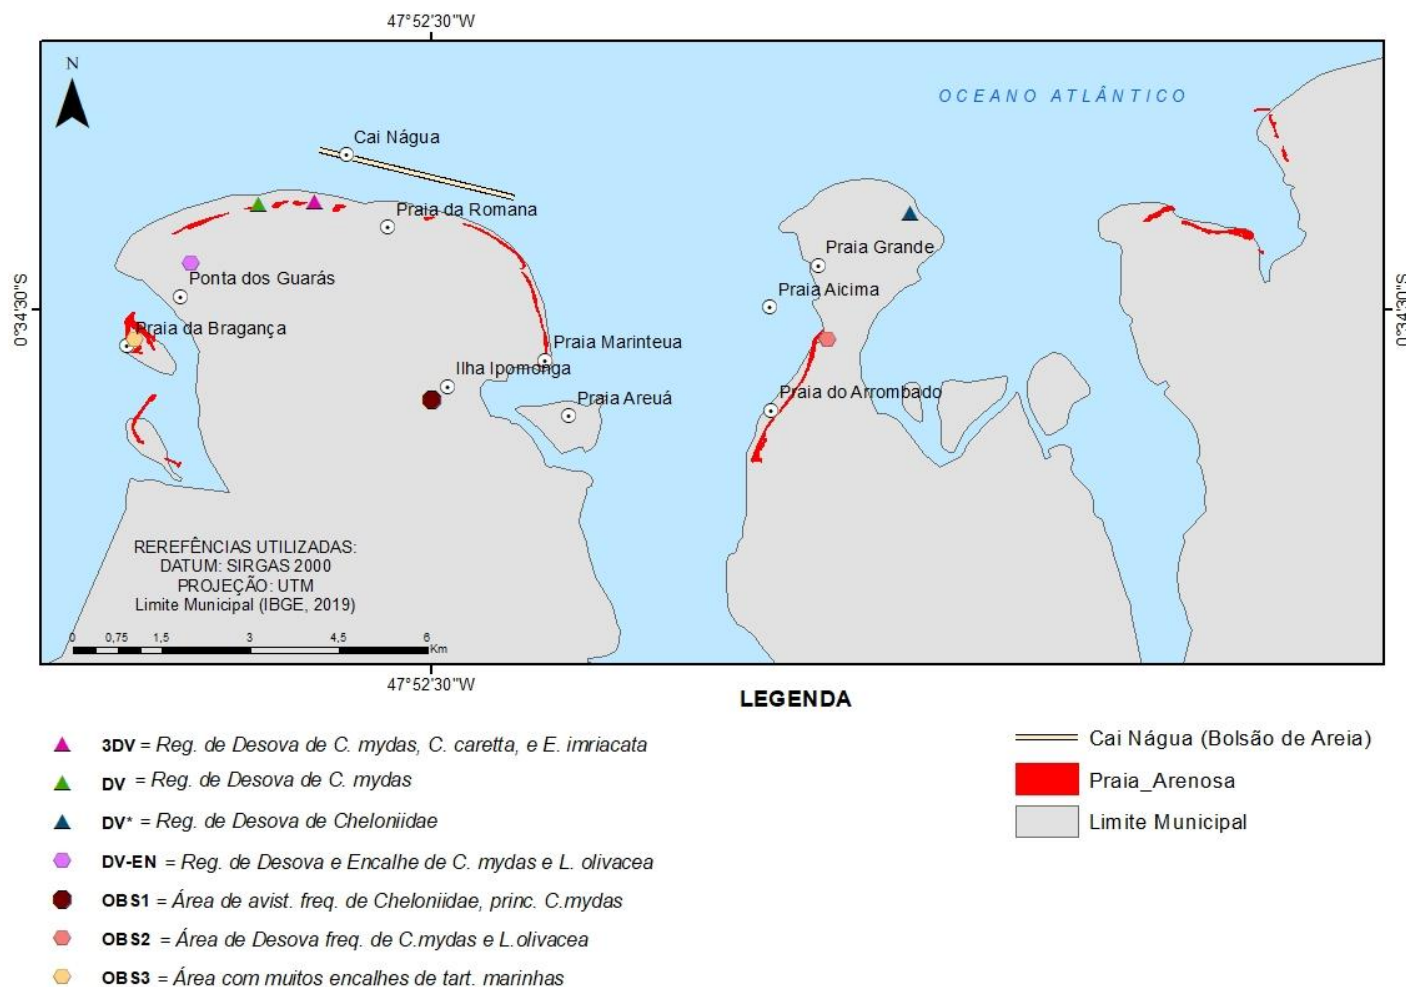 47°52'30"W
N
OCEANO ATLÂNTICO
Cai Nágua
Praia da Romana
Praia Grande
Ponta dos Guarás
Praia Aicima
0°34'30"S
0°34'30"S
Praia da Bragança
Praia Marinteua
Ilha Ipomonga
Praia Areuá
Praia do Arrombado
REREFÊNCIAS UTILIZADAS:
DATUM: SIRGAS 2000
PROJEÇÃO: UTM
Limite Municipal (IBGE, 2019)
0 0,75 1,5 3 4,5 6
Km
47°52'30"W
LEGENDA
3DV = Reg. de Desova de C. mydas, C. caretta, e E. imriacata
DV = Reg. de Desova de C. mydas
DV* = Reg. de Desova de Cheloniidae
DV-EN = Reg. de Desova e Encalhe de C. mydas e L. olivacea
OBS1 = Área de avist. freq. de Cheloniidae, princ. C.mydas
OBS2 = Área de Desova freq. de C.mydas e L.olivacea
OBS3 = Área com muitos encalhes de tart. marinhas
Cai Nágua (Bolsão de Areia)
Praia_Arenosa
Limite Municipal